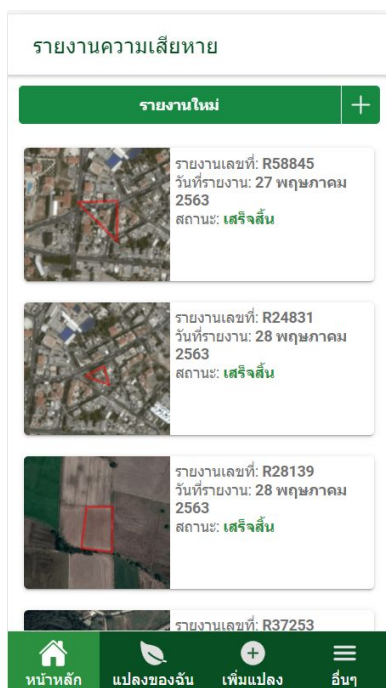 รายงานความเสียหาย
รายงานใหม่
รายงานเลขที่: R58845
วันที่รายงาน: 27 พฤษภาคม
2563
สถานะ: เสร็จสิ้น
รายงานเลขที่: R24831
วันที่รายงาน: 28 พฤษภาคม
2563
สถานะ: เสร็จสิ้น
รายงานเลขที่: R28139
วันที่รายงาน: 28 พฤษภาคม
2563
สถานะ: เสร็จสิ้น
รายงานเลขที่: R37253
หน้าหลัก แปลงของฉัน เพิ่มแปลง อื่นๆ